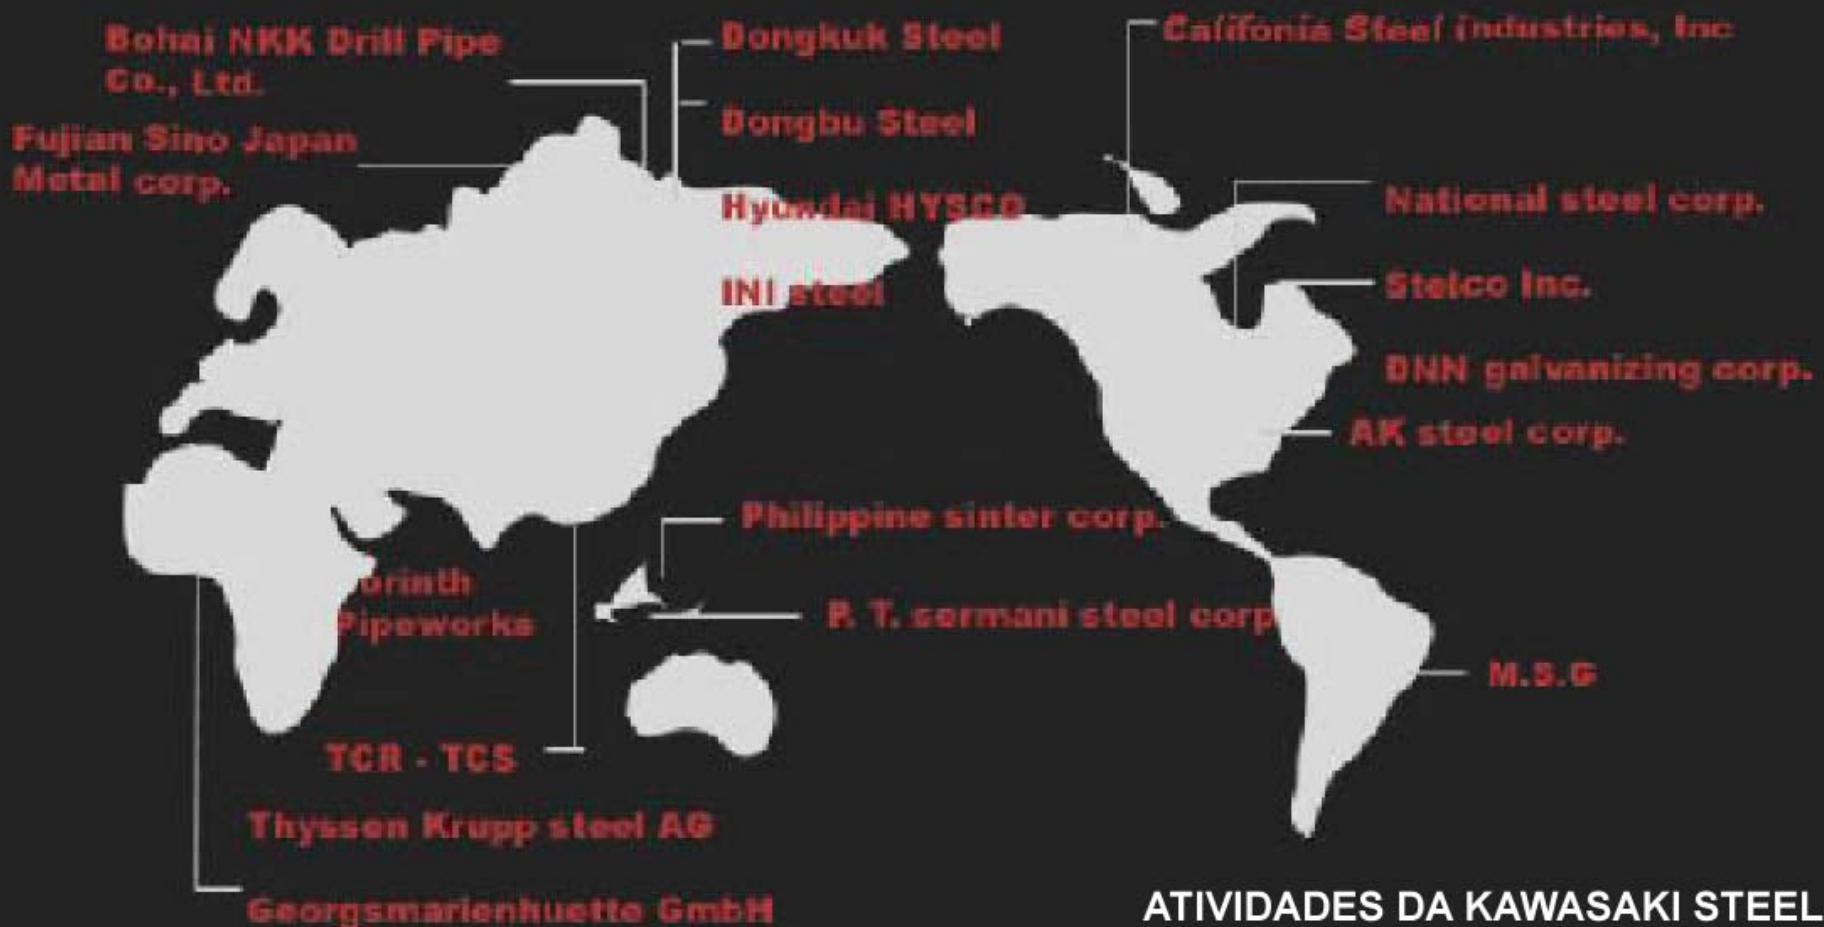 Bohai NKK Drill Pipe
Co., Ltd.
Fujian Sino Japan
Metal corp.
Dongkuk Steel
Dongbu Steel
Hyundai HYSCO
INI steel
Califonia Steel industries, Inc
National steel corp.
Stelco Inc.
DNN galvanizing corp.
AK steel corp.
Philippine sinter corp.
P. T. sermani steel corp
orinth
Pipeworks
M.S.G
TCR - TCS
Thyssen Krupp steel AG
Georgsmarienhuette GmbH
ATIVIDADES DA KAWASAKI STEEL